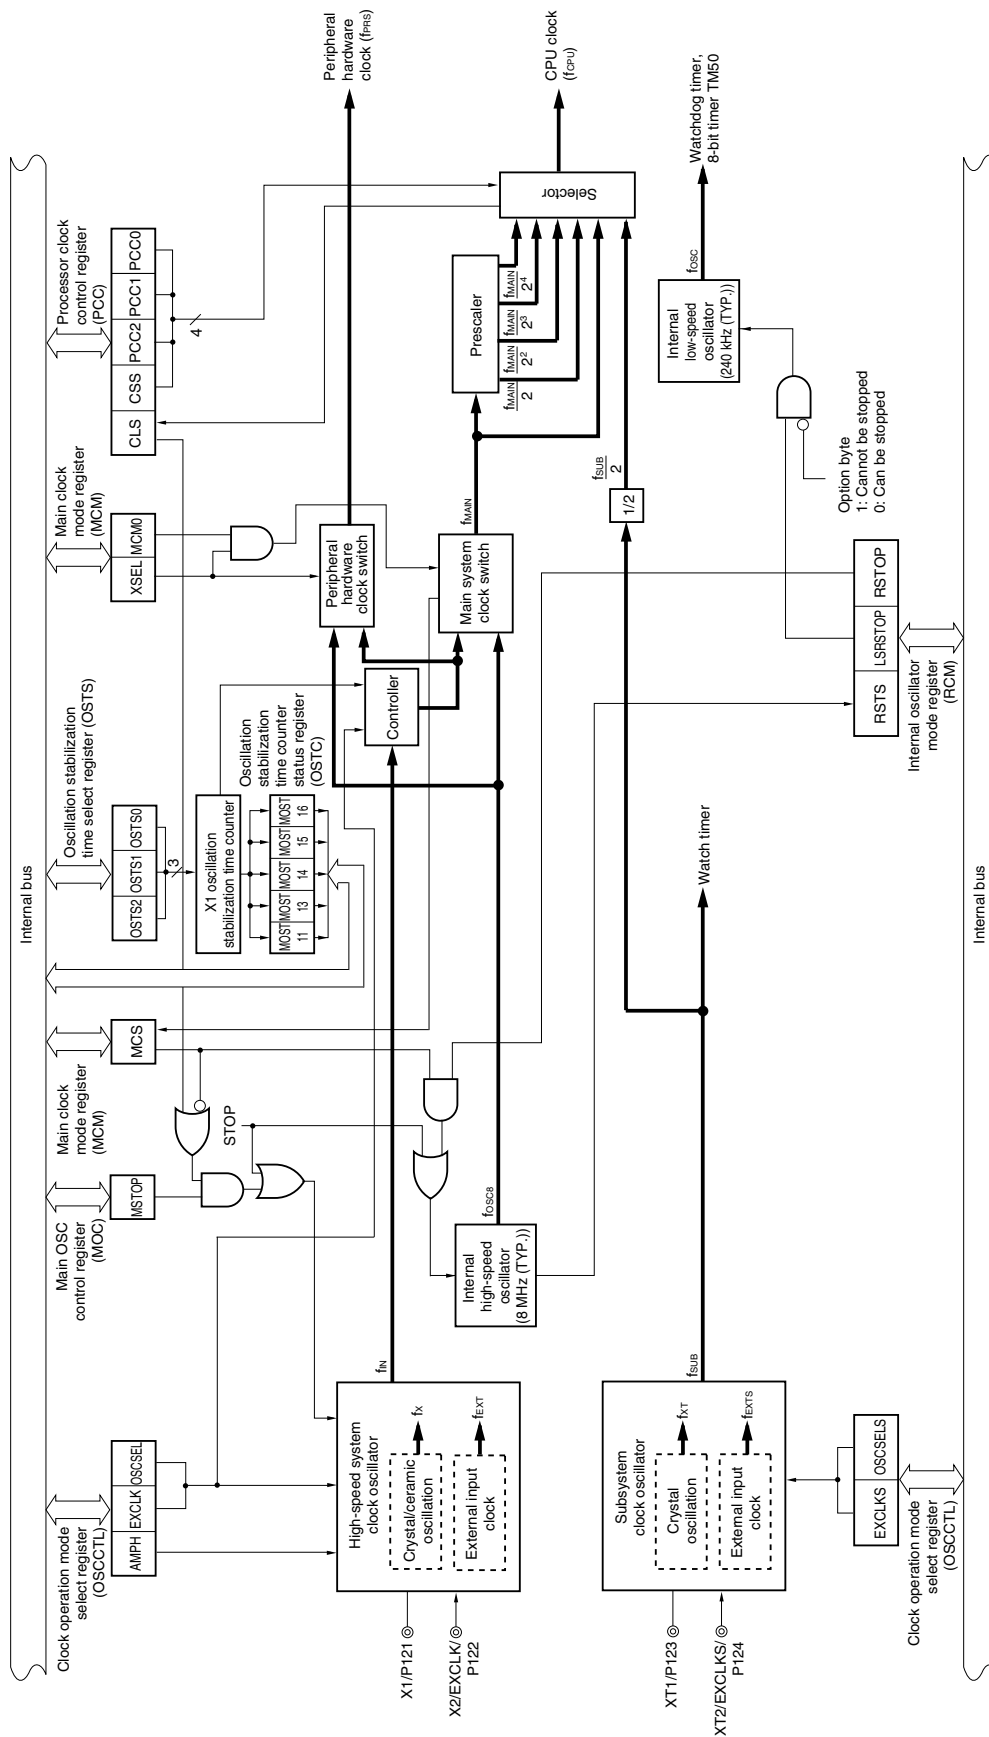 Internal bus
Clock operation mode
select register
(OSCCTL)
AMPH EXCLK OSCSEL
Main OSC
control register
(MOC)
MSTOP
Main clock
mode register
(MCM)
MCS
Oscillation stabilization
time select register (OSTS)
OSTS2 OSTS1 OSTS0
3
Main clock
mode register
(MCM)
XSEL MCM0
Processor clock
control register
(PCC)
CLS CSS PCC2 PCC1 PCC0
4
STOP
X1 oscillation
stabilization time counter
MOST MOST MOST MOST MOST
11 13 14 15 16
Oscillation
stabilization
time counter
status register
(OSTC)
Controller
Peripheral
hardware
clock switch
Peripheral
hardware
clock (fPRS)
X1/P121
X2/EXCLK/
P122
High-speed system
clock oscillator
Crystal/ceramic
oscillation
fX
External input
clock
fEXT
fIN
Internal
high-speed
oscillator
(8 MHz (TYP.))
fOSC8
Main system
clock switch
fMAIN
Prescaler
fMAIN
2
fMAIN
2²
fMAIN
2³
fMAIN
2⁴
Selector
CPU clock
(fCPU)
XT1/P123
XT2/EXCLKS/
P124
Subsystem
clock oscillator
Crystal
oscillation
fXT
External input
clock
fEXTS
fSUB
Watch timer
1/2
fSUB
2
Internal
low-speed
oscillator
(240 kHz (TYP.))
fOSC
Watchdog timer,
8-bit timer TM50
Option byte
1: Cannot be stopped
0: Can be stopped
EXCLKS OSCSELS
Clock operation mode
select register
(OSCCTL)
RSTS LSRSTOP RSTOP
Internal oscillator
mode register
(RCM)
Internal bus